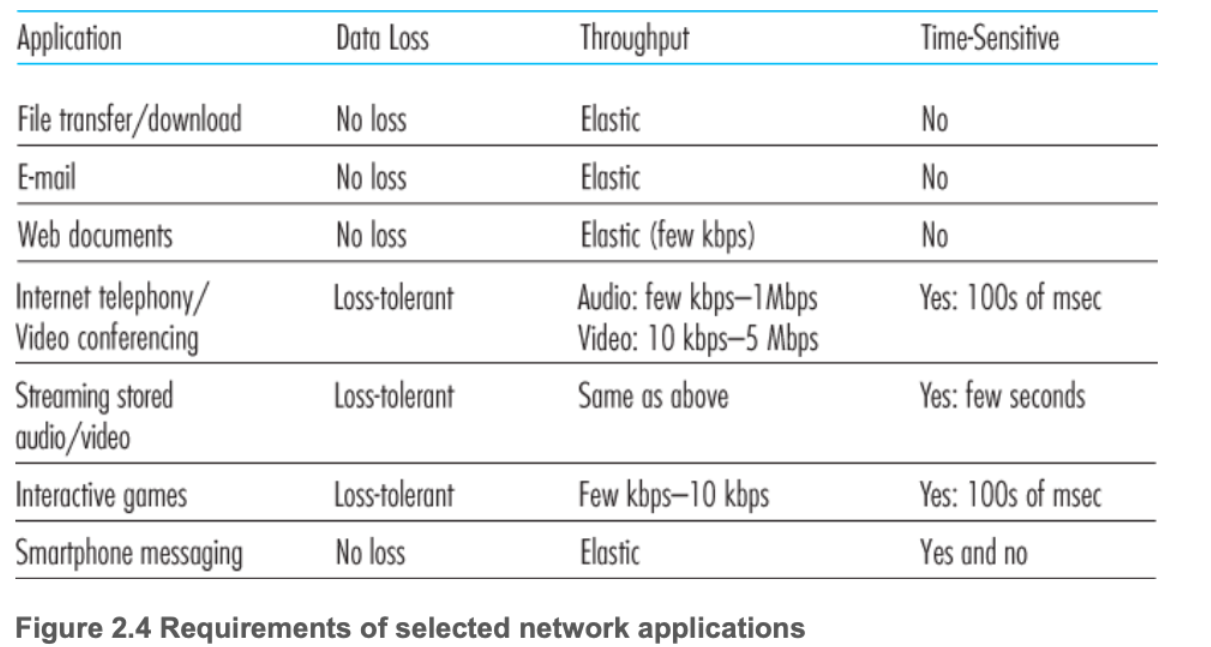 Application Data Loss Throughput Time-Sensitive
File transfer/download No loss Elastic No
E-mail No loss Elastic No
Web documents No loss Elastic (few kbps) No
Internet telephony/ Loss-tolerant Audio: few kbps–1Mbps Yes: 100s of msec
Video conferencing Video: 10 kbps–5 Mbps
Streaming stored Loss-tolerant Same as above Yes: few seconds
audio/video
Interactive games Loss-tolerant Few kbps–10 kbps Yes: 100s of msec
Smartphone messaging No loss Elastic Yes and no
Figure 2.4 Requirements of selected network applications